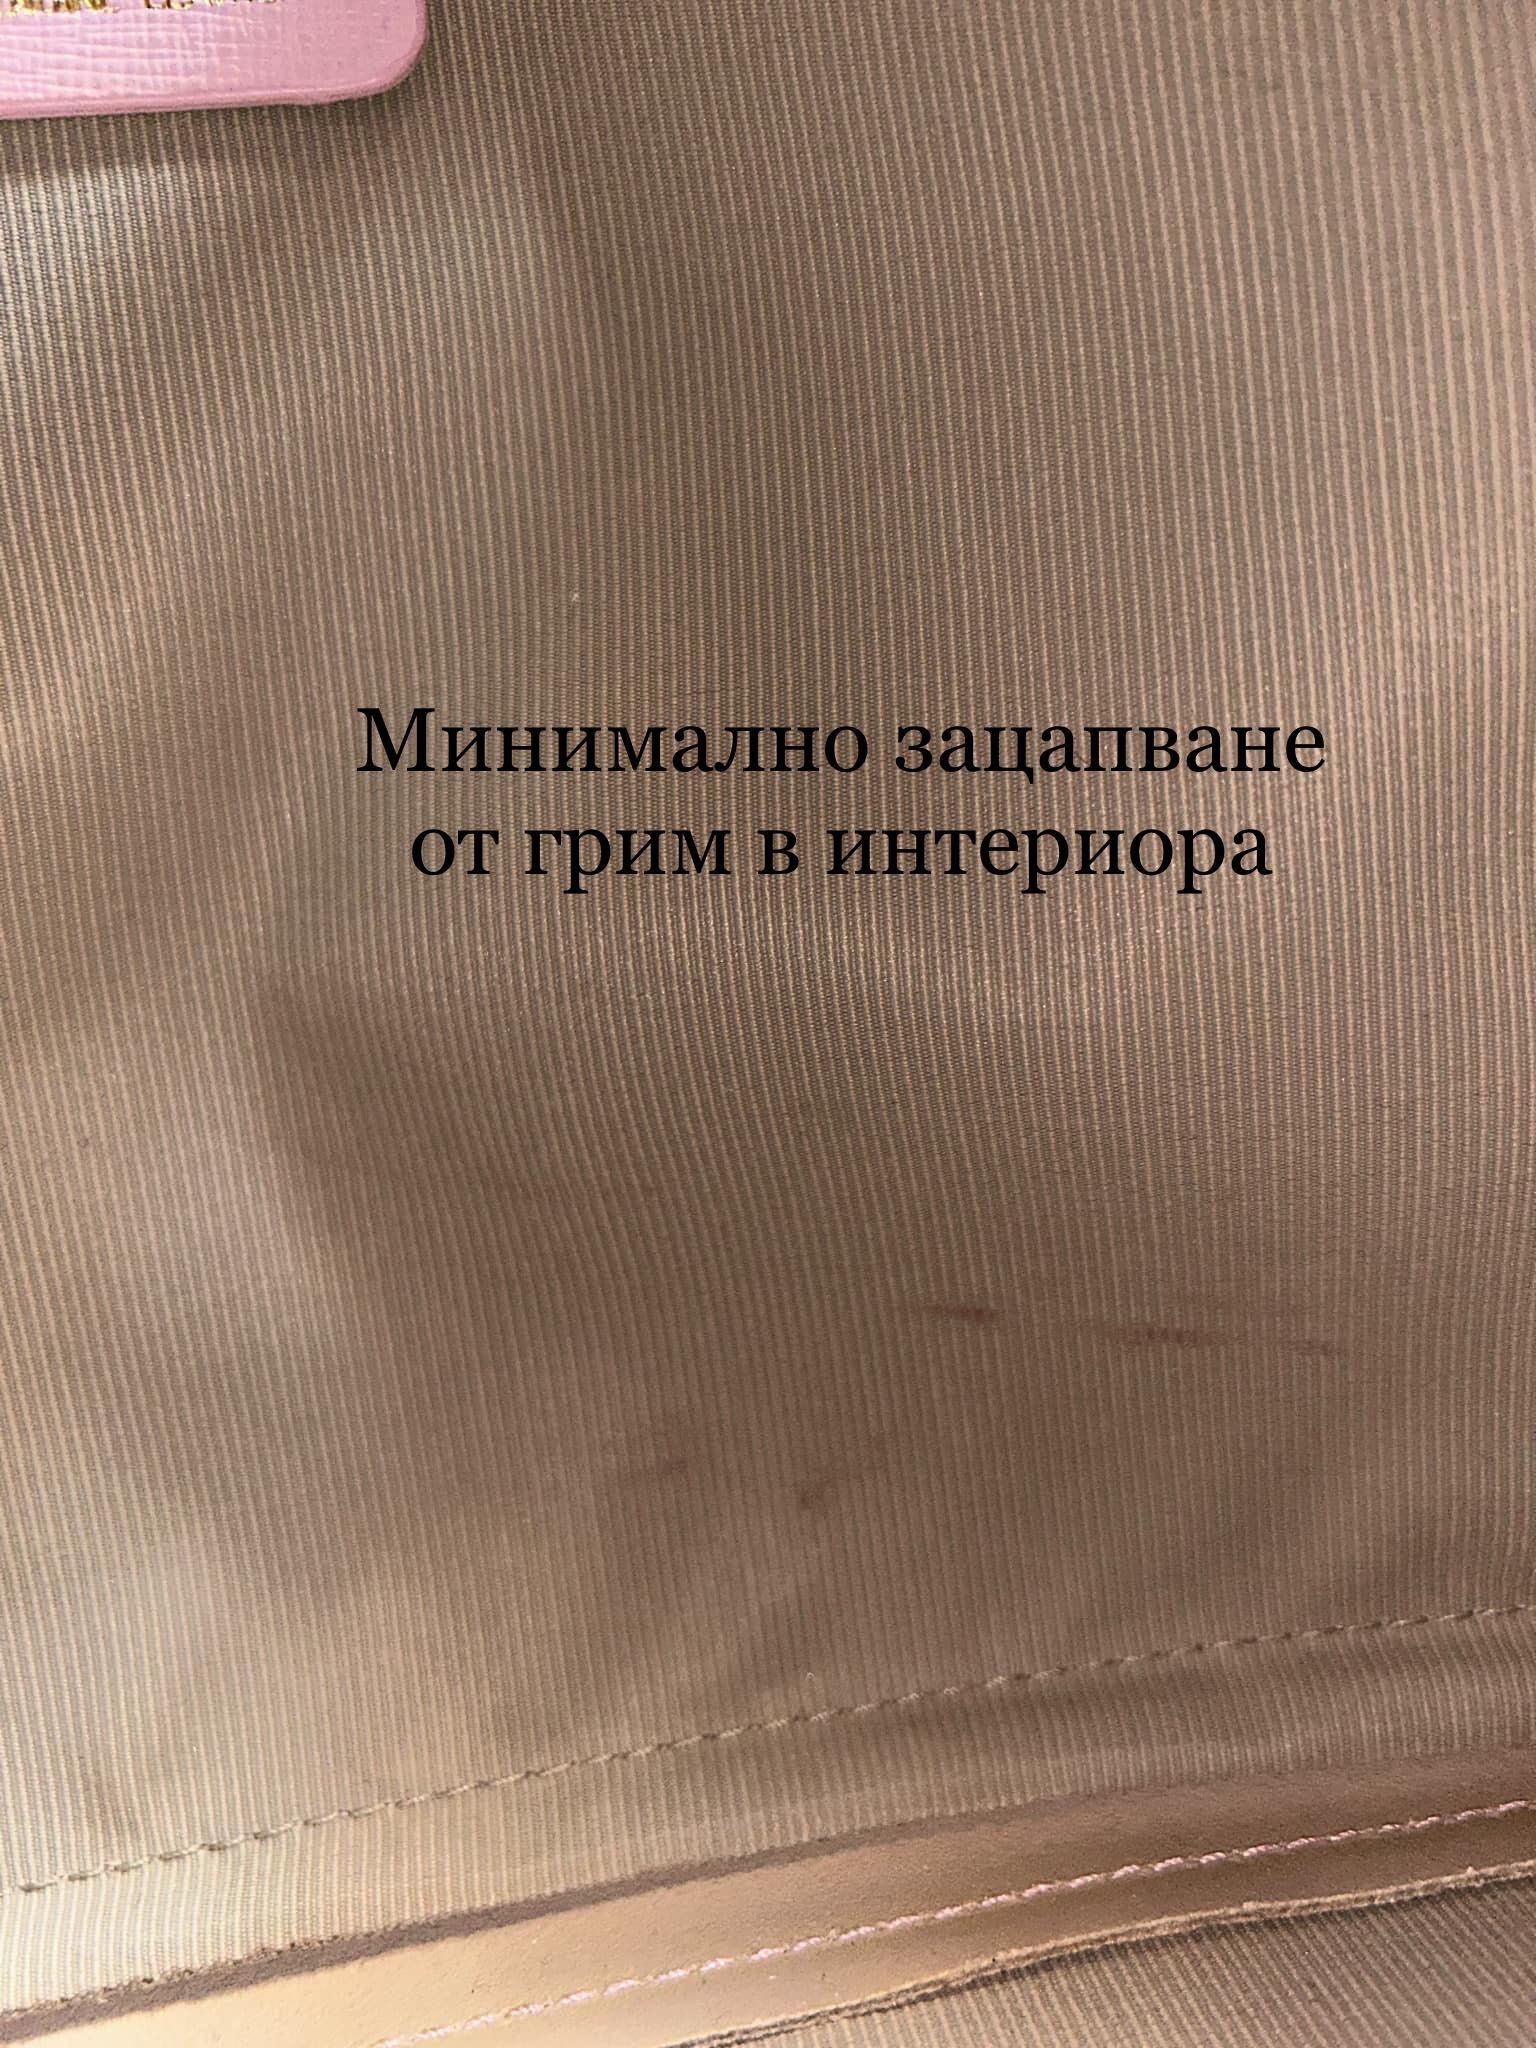 Минимално зацапване
от грим в интериора